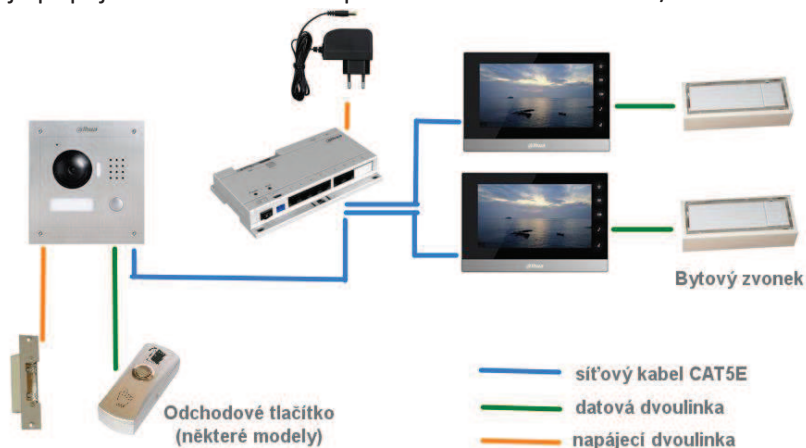 Bytový zvonek
Odchodové tlačítko
(některé modely)
síťový kabel CAT5E
datová dvoulinka
napájecí dvoulinka